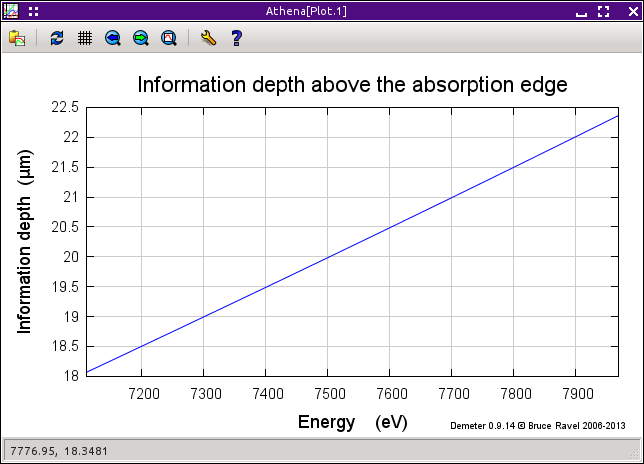 Athena[Plot.1]
Information depth above the absorption edge
22.5
22
21.5
21
20.5
20
19.5
19
18.5
18
Information depth (μm)
7200 7300 7400 7500 7600 7700 7800 7900
Energy (eV)
Demeter 0.9.14 © Bruce Ravel 2006-2013
7776.95, 18.3481